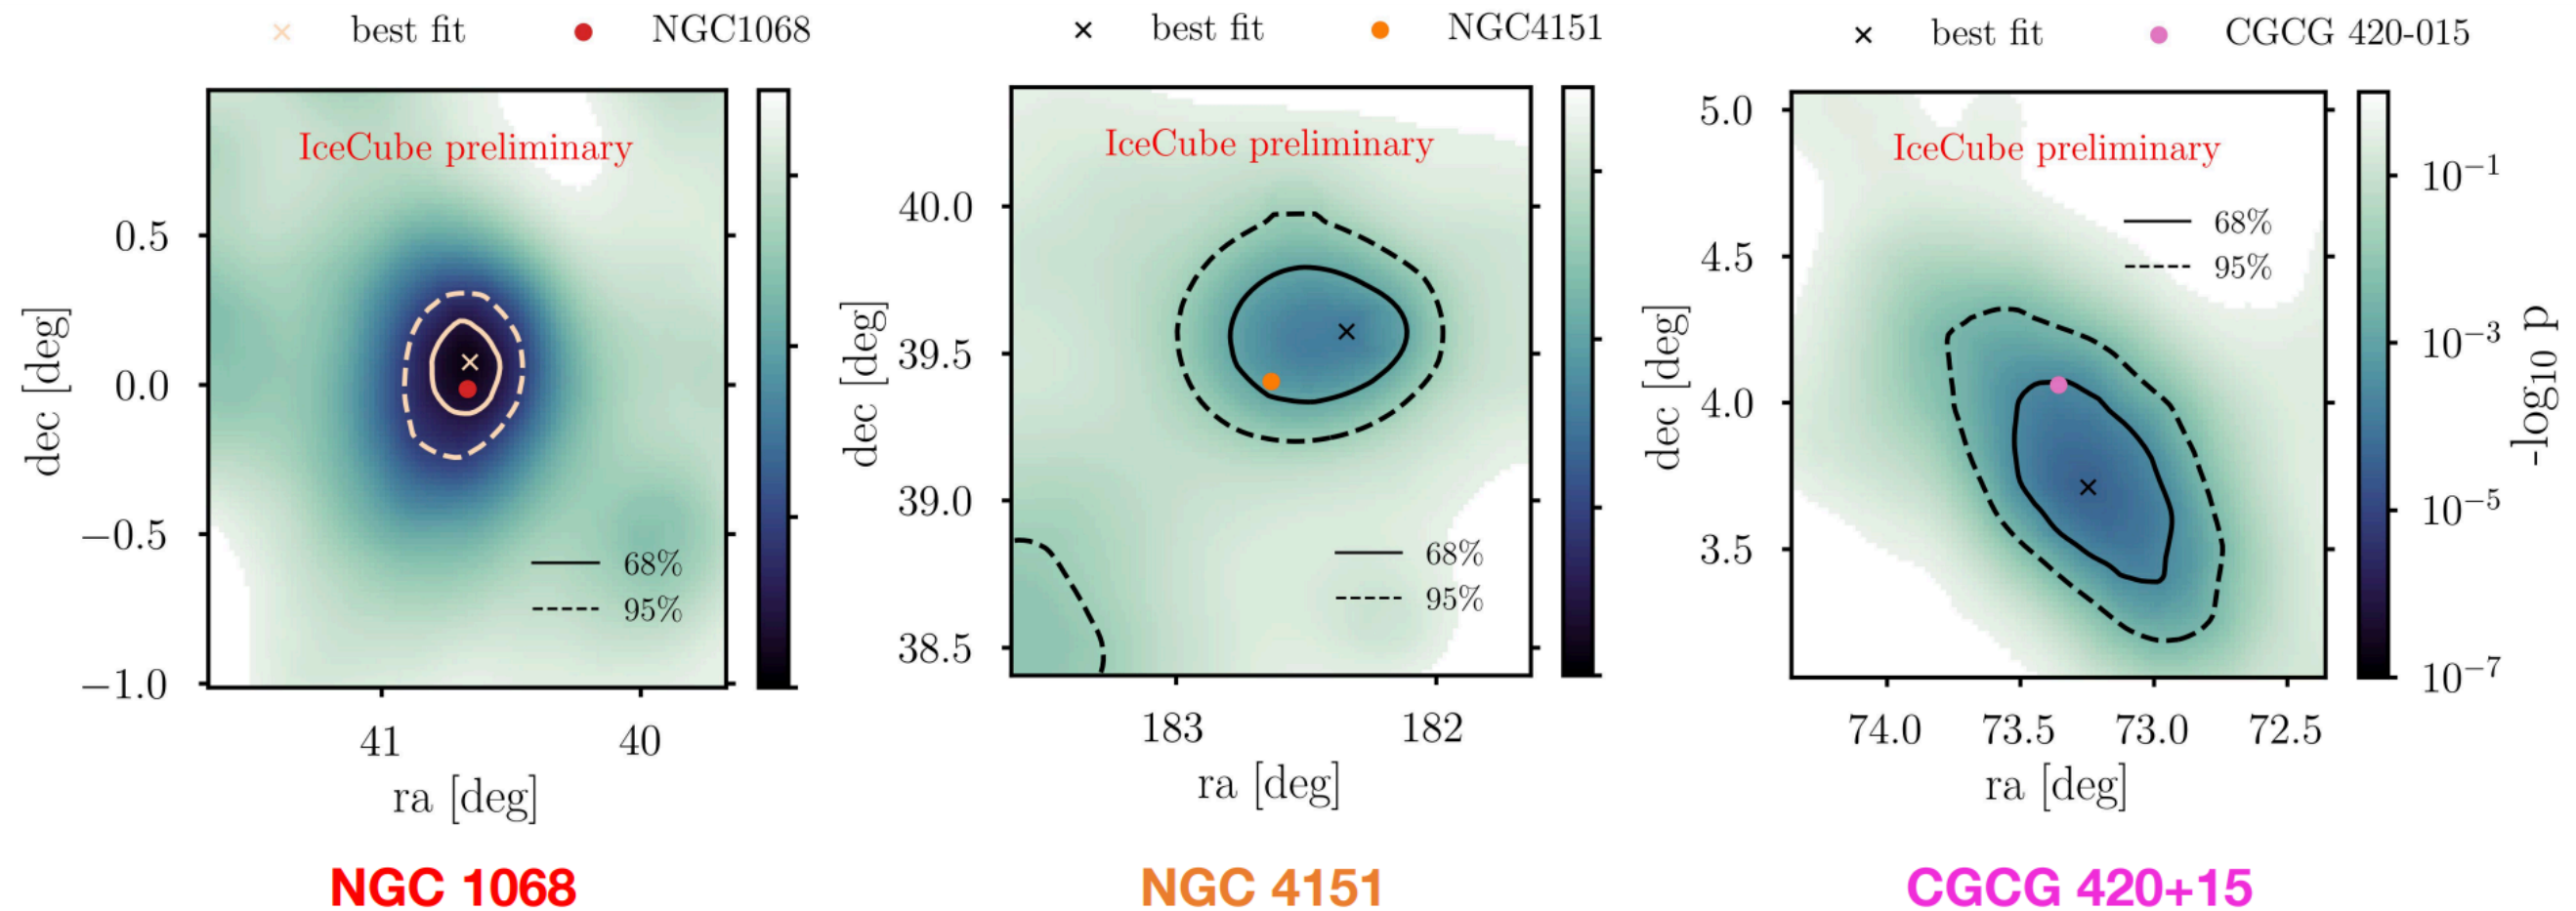 × best fit ● NGC1068
IceCube preliminary
0.5
0.0
−0.5
−1.0
dec [deg]
68%
95%
41 40
ra [deg]
NGC 1068
× best fit ● NGC4151
IceCube preliminary
40.0
39.5
39.0
38.5
dec [deg]
68%
95%
183 182
ra [deg]
NGC 4151
× best fit ● CGCG 420-015
IceCube preliminary
5.0
4.5
4.0
3.5
dec [deg]
68%
95%
74.0 73.5 73.0 72.5
ra [deg]
10⁻¹
10⁻³
10⁻⁵
10⁻⁷
-log₁₀ p
CGCG 420+15